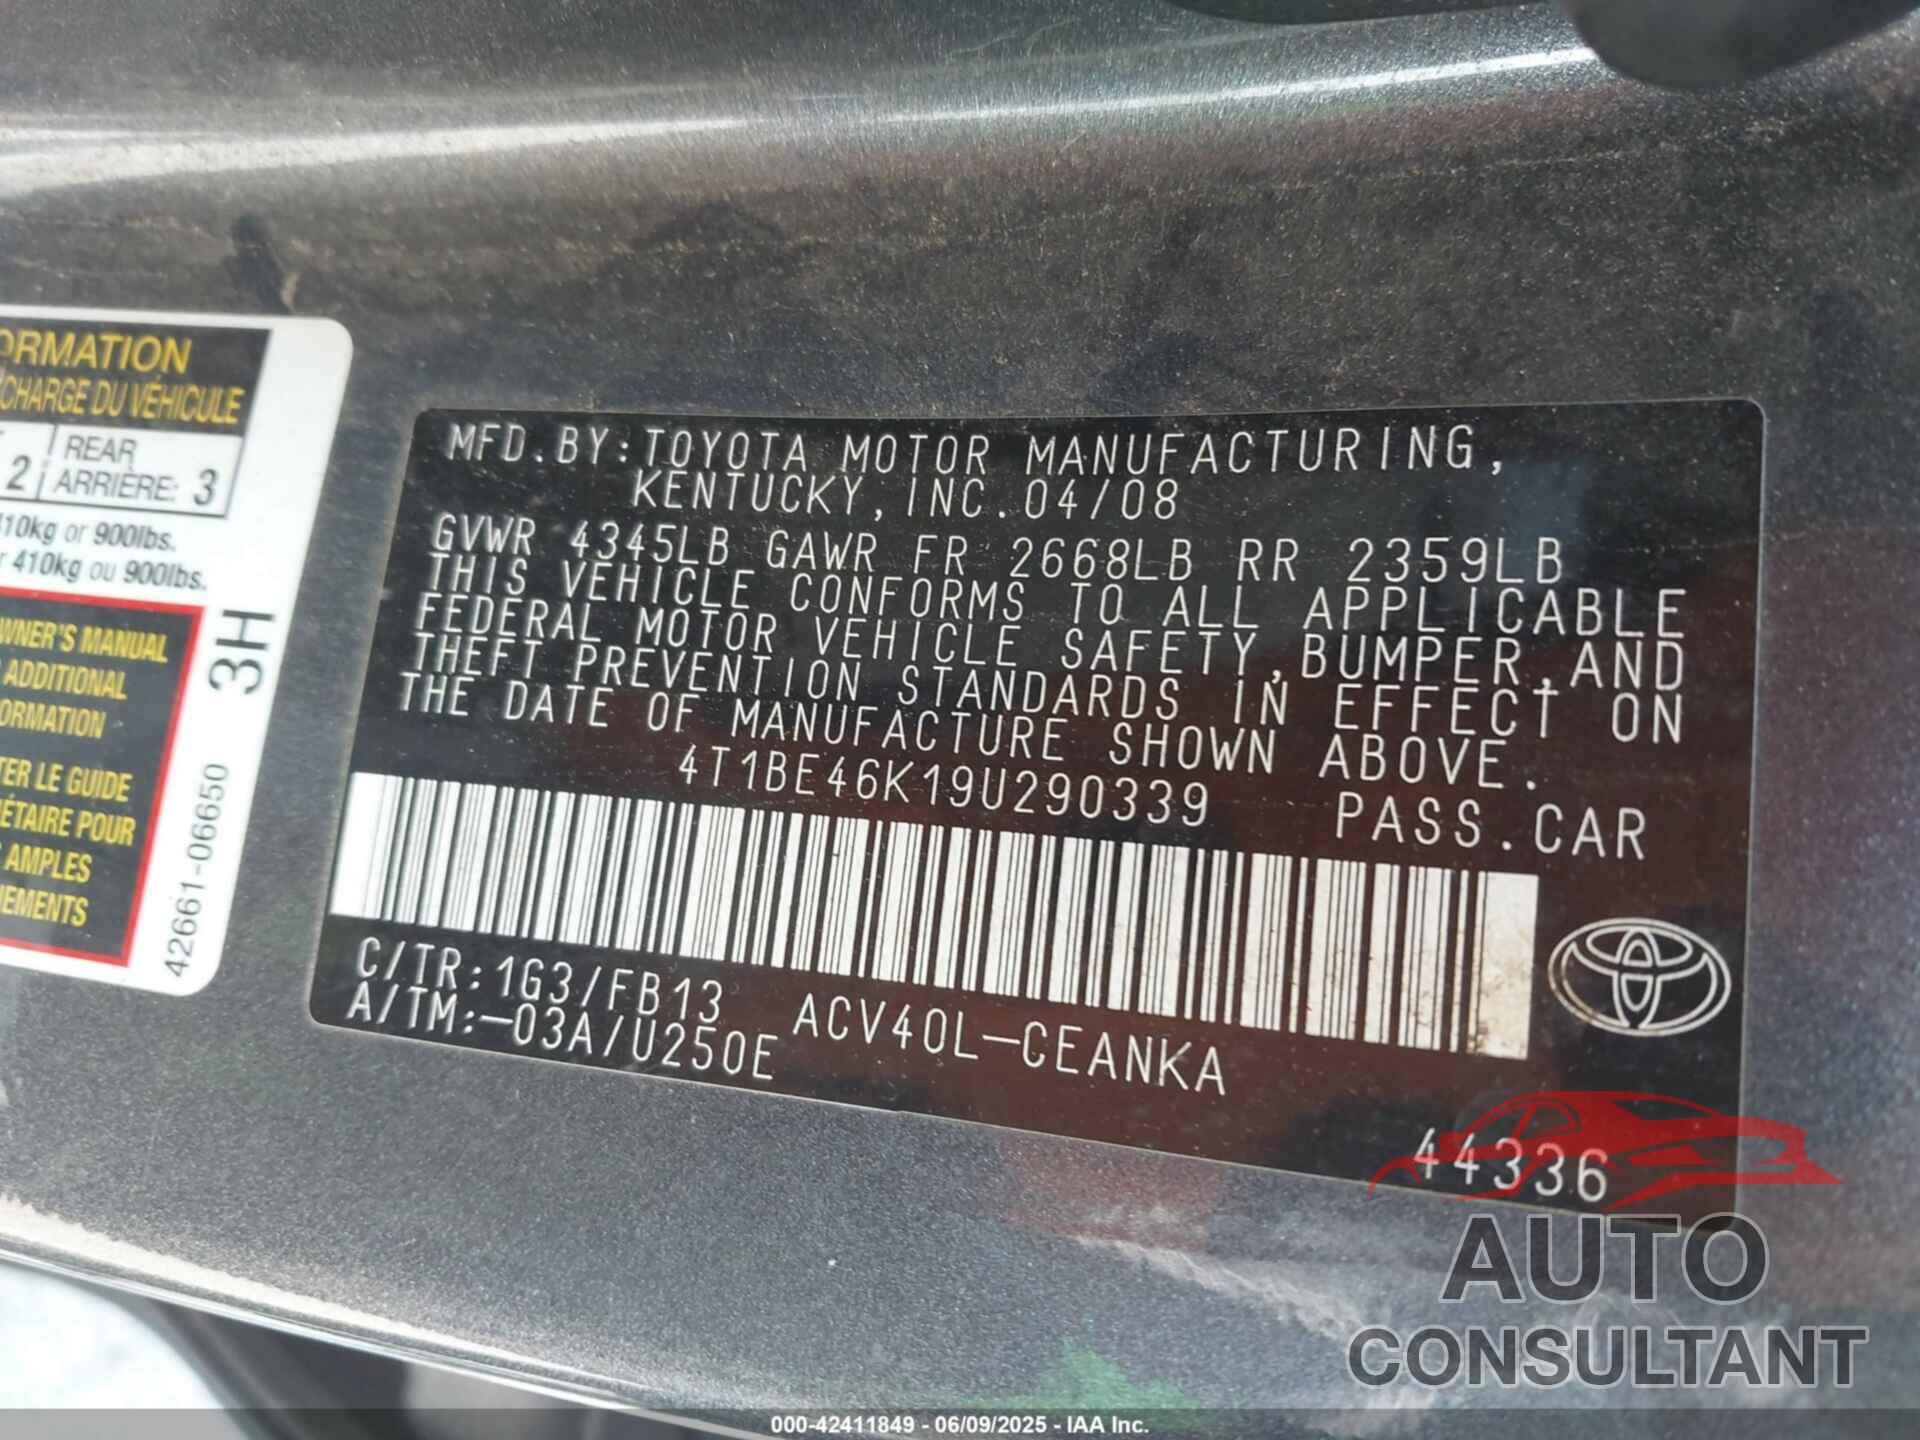 ORMATION
CHARGE DU VÉHICULE
2 REAR
ARRIÈRE: 3
10kg or 900lbs.
r 410kg ou 900lbs.
WNER'S MANUAL
ADDITIONAL
ORMATION
TER LE GUIDE
ÉTAIRE POUR
AMPLES
NEMENTS
3H
42661-06650
MFD.BY:TOYOTA MOTOR MANUFACTURING,
KENTUCKY,INC.04/08
GVWR 4345LB GAWR FR 2668LB RR 2359LB
THIS VEHICLE CONFORMS TO ALL APPLICABLE
FEDERAL MOTOR VEHICLE SAFETY,BUMPER,AND
THEFT PREVENTION STANDARDS IN EFFECT ON
THE DATE OF MANUFACTURE SHOWN ABOVE.
4T1BE46K19U290339 PASS.CAR
C/TR:1G3/FB13 ACV40L-CEANKA
A/TM:-03A/U250E
44336
AUTO
CONSULTANT
000-42411849 - 06/09/2025 - IAA Inc.